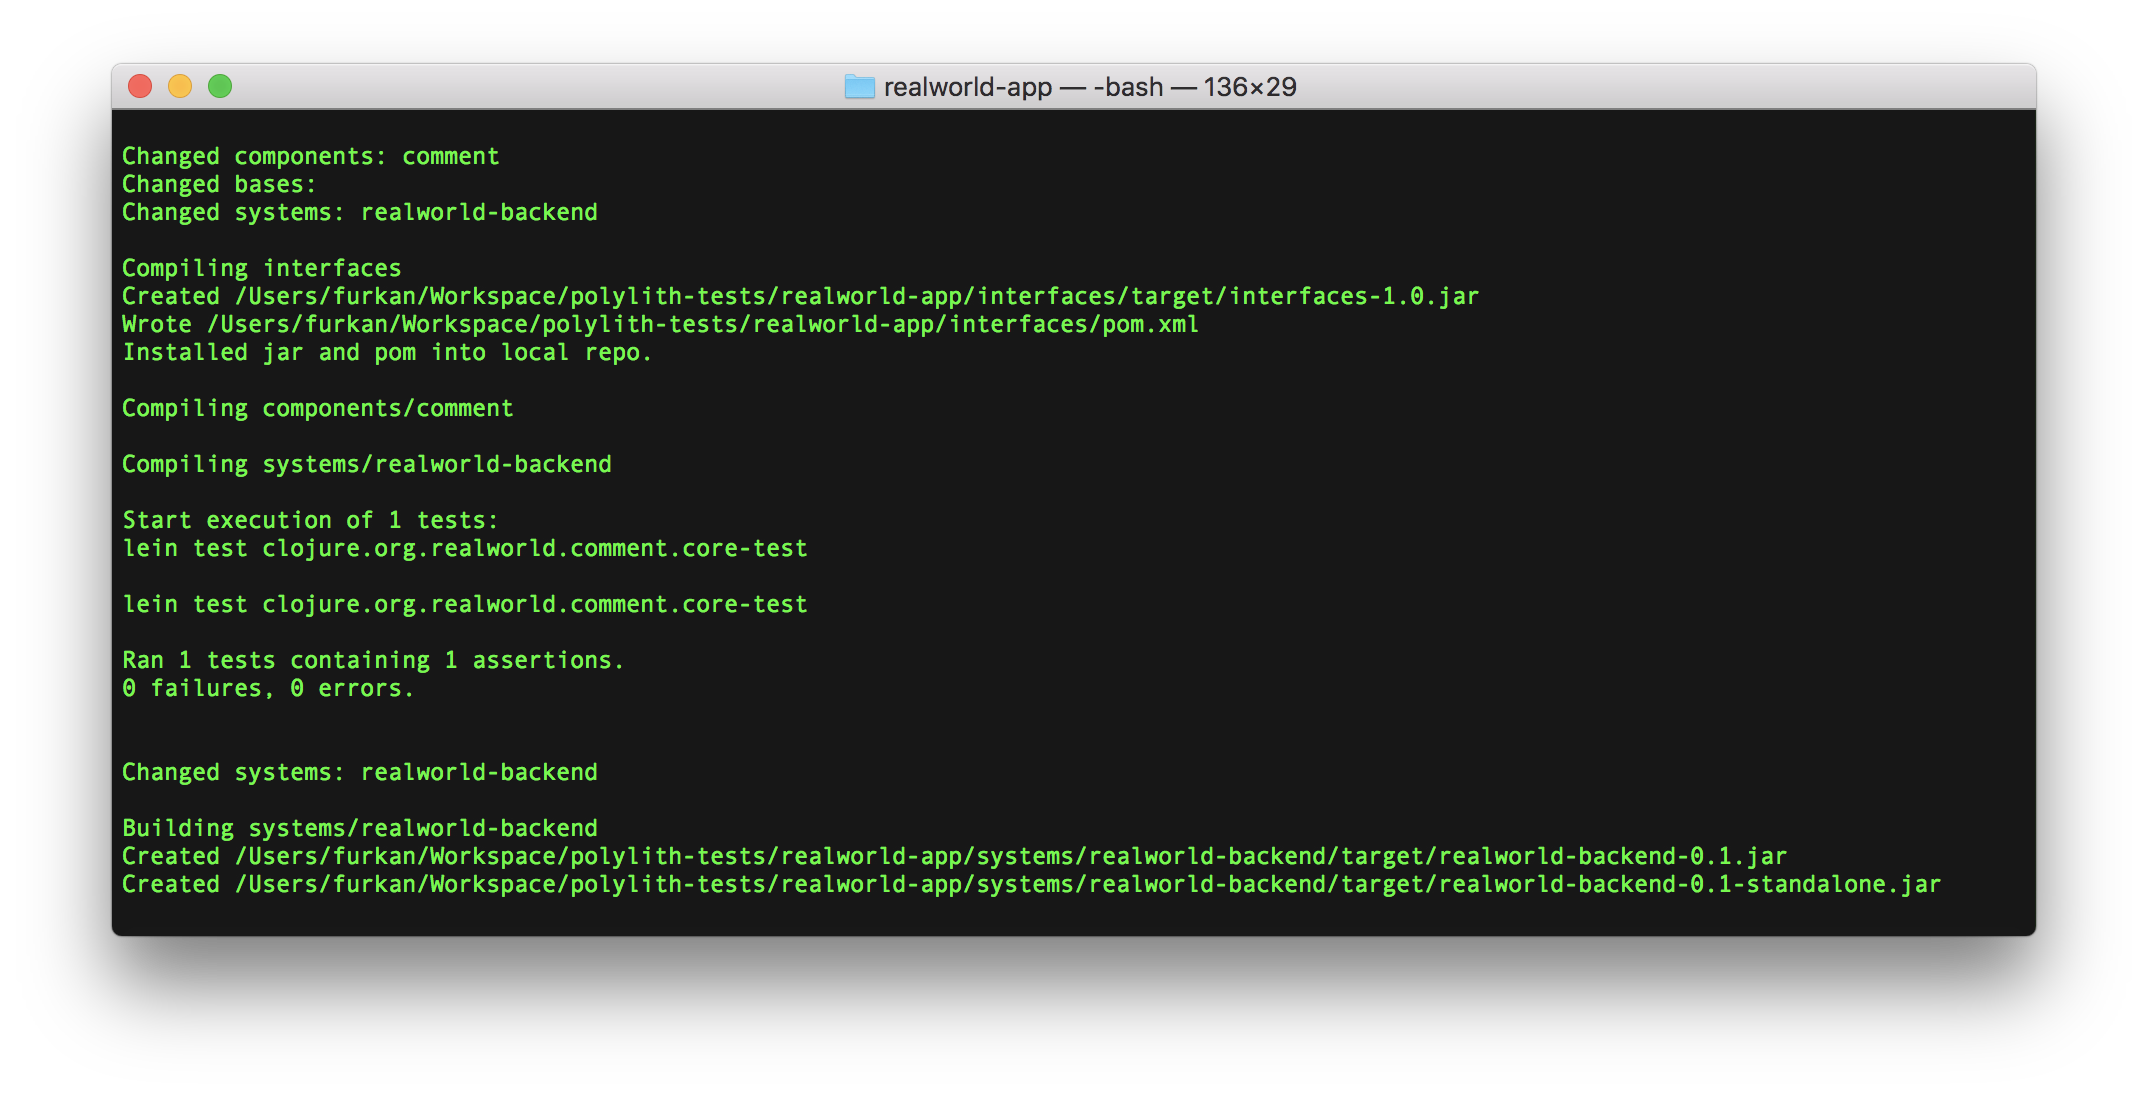 realworld-app — -bash — 136×29
Changed components: comment
Changed bases:
Changed systems: realworld-backend
Compiling interfaces
Created /Users/furkan/Workspace/polylith-tests/realworld-app/interfaces/target/interfaces-1.0.jar
Wrote /Users/furkan/Workspace/polylith-tests/realworld-app/interfaces/pom.xml
Installed jar and pom into local repo.
Compiling components/comment
Compiling systems/realworld-backend
Start execution of 1 tests:
lein test clojure.org.realworld.comment.core-test
lein test clojure.org.realworld.comment.core-test
Ran 1 tests containing 1 assertions.
0 failures, 0 errors.
Changed systems: realworld-backend
Building systems/realworld-backend
Created /Users/furkan/Workspace/polylith-tests/realworld-app/systems/realworld-backend/target/realworld-backend-0.1.jar
Created /Users/furkan/Workspace/polylith-tests/realworld-app/systems/realworld-backend/target/realworld-backend-0.1-standalone.jar